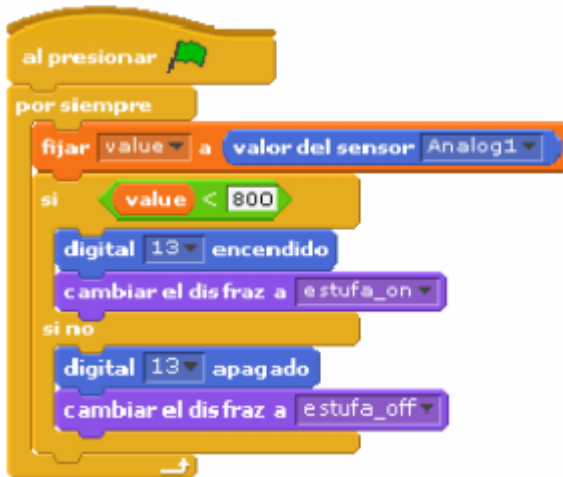 al presionar
por siempre
fijar value a valor del sensor Analog1
si value < 800
digital 13 encendido
cambiar el disfraz a estufa_on
si no
digital 13 apagado
cambiar el disfraz a estufa_off